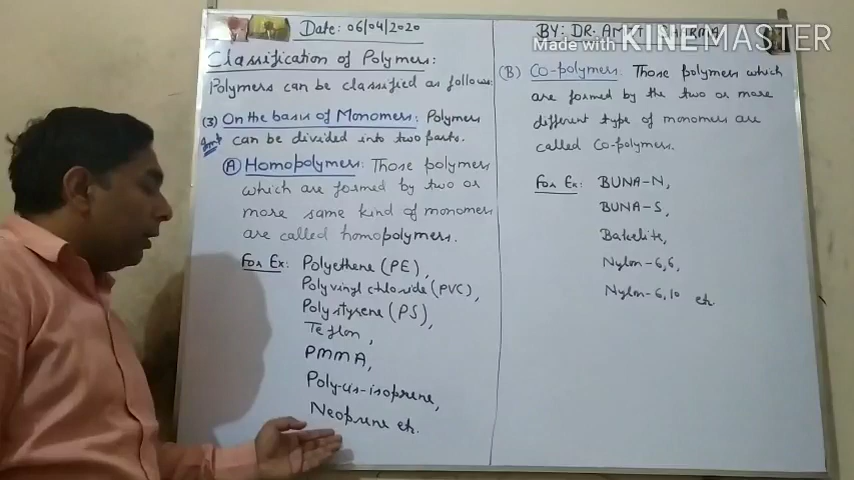 Date: 06/04/2020
Classification of Polymers:
Polymers can be classified as follows:
(3) On the basis of Monomers: Polymers
Imp can be divided into two parts.
(A) Homopolymers: Those polymers
which are formed by two or
more same kind of monomers
are called homopolymers.
For Ex: Polyethene (PE),
Polyvinyl chloride (PVC),
Polystyrene (PS),
Teflon,
PMMA,
Poly-cis-isoprene,
Neoprene etc.
BY: DR. AMIT SHARMA
Made with KINEMASTER
(B) Co-polymers: Those polymers which
are formed by the two or more
different type of monomers are
called Co-polymers.
For Ex: BUNA-N,
BUNA-S,
Bakelite,
Nylon-6,6,
Nylon-6,10 etc